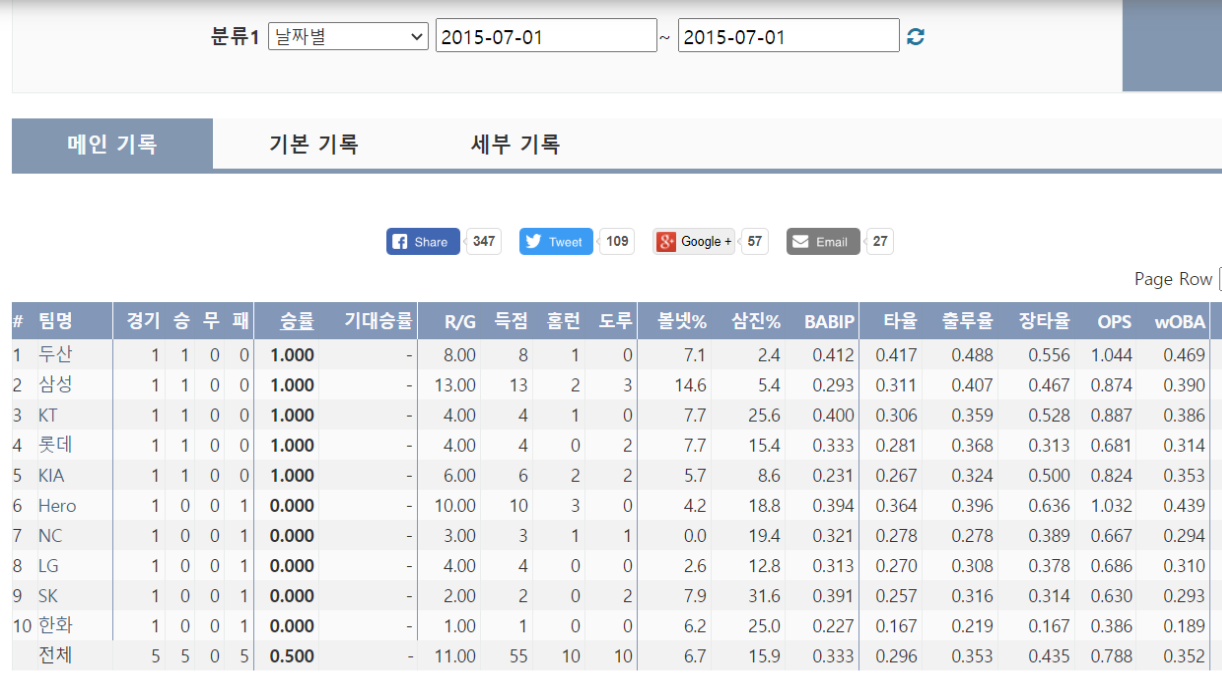 분류1 날짜별 2015-07-01 ~ 2015-07-01
메인 기록 기본 기록 세부 기록
Share 347 Tweet 109 Google + 57 Email 27
Page Row
# 팀명 경기 승 무 패 승률 기대승률 R/G 득점 홈런 도루 볼넷% 삼진% BABIP 타율 출루율 장타율 OPS wOBA
1 두산 1 1 0 0 1.000 - 8.00 8 1 0 7.1 2.4 0.412 0.417 0.488 0.556 1.044 0.469
2 삼성 1 1 0 0 1.000 - 13.00 13 2 3 14.6 5.4 0.293 0.311 0.407 0.467 0.874 0.390
3 KT 1 1 0 0 1.000 - 4.00 4 1 0 7.7 25.6 0.400 0.306 0.359 0.528 0.887 0.386
4 롯데 1 1 0 0 1.000 - 4.00 4 0 2 7.7 15.4 0.333 0.281 0.368 0.313 0.681 0.314
5 KIA 1 1 0 0 1.000 - 6.00 6 2 2 5.7 8.6 0.231 0.267 0.324 0.500 0.824 0.353
6 Hero 1 0 0 1 0.000 - 10.00 10 3 0 4.2 18.8 0.394 0.364 0.396 0.636 1.032 0.439
7 NC 1 0 0 1 0.000 - 3.00 3 1 1 0.0 19.4 0.321 0.278 0.278 0.389 0.667 0.294
8 LG 1 0 0 1 0.000 - 4.00 4 0 0 2.6 12.8 0.313 0.270 0.308 0.378 0.686 0.310
9 SK 1 0 0 1 0.000 - 2.00 2 0 2 7.9 31.6 0.391 0.257 0.316 0.314 0.630 0.293
10 한화 1 0 0 1 0.000 - 1.00 1 0 0 6.2 25.0 0.227 0.167 0.219 0.167 0.386 0.189
전체 5 5 0 5 0.500 - 11.00 55 10 10 6.7 15.9 0.333 0.296 0.353 0.435 0.788 0.352